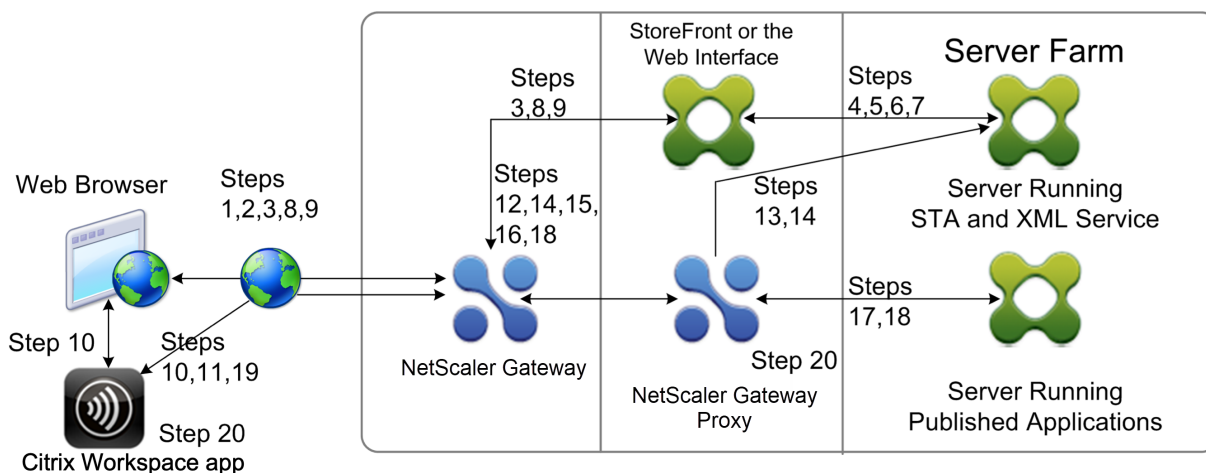 StoreFront or the
Web Interface
Server Farm
Steps
3,8,9
Steps
4,5,6,7
Web Browser
Steps
1,2,3,8,9
Steps
12,14,15,
16,18
Steps
13,14
Server Running
STA and XML Service
Steps
17,18
Step 10
Steps
10,11,19
NetScaler Gateway
Step 20
NetScaler Gateway
Proxy
Server Running
Published Applications
Step 20
Citrix Workspace app